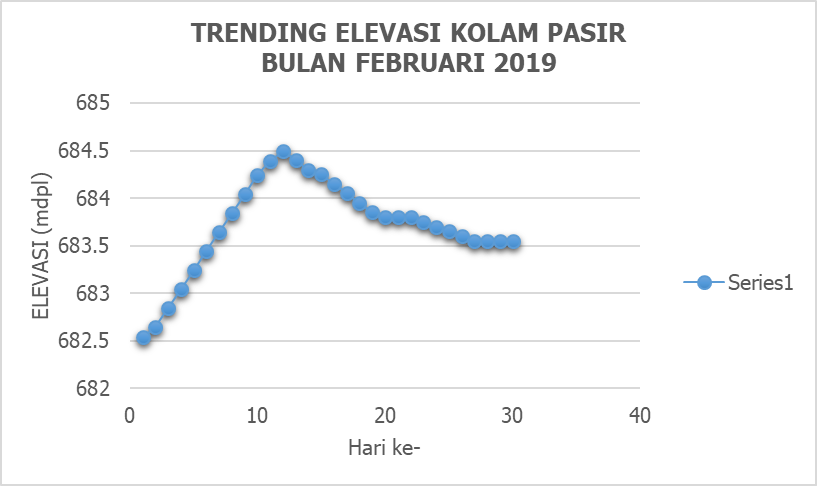 TRENDING ELEVASI KOLAM PASIR
BULAN FEBRUARI 2019
685
684.5
684
683.5
683
682.5
682
ELEVASI (mdpl)
0
10
20
30
40
Hari ke-
Series1